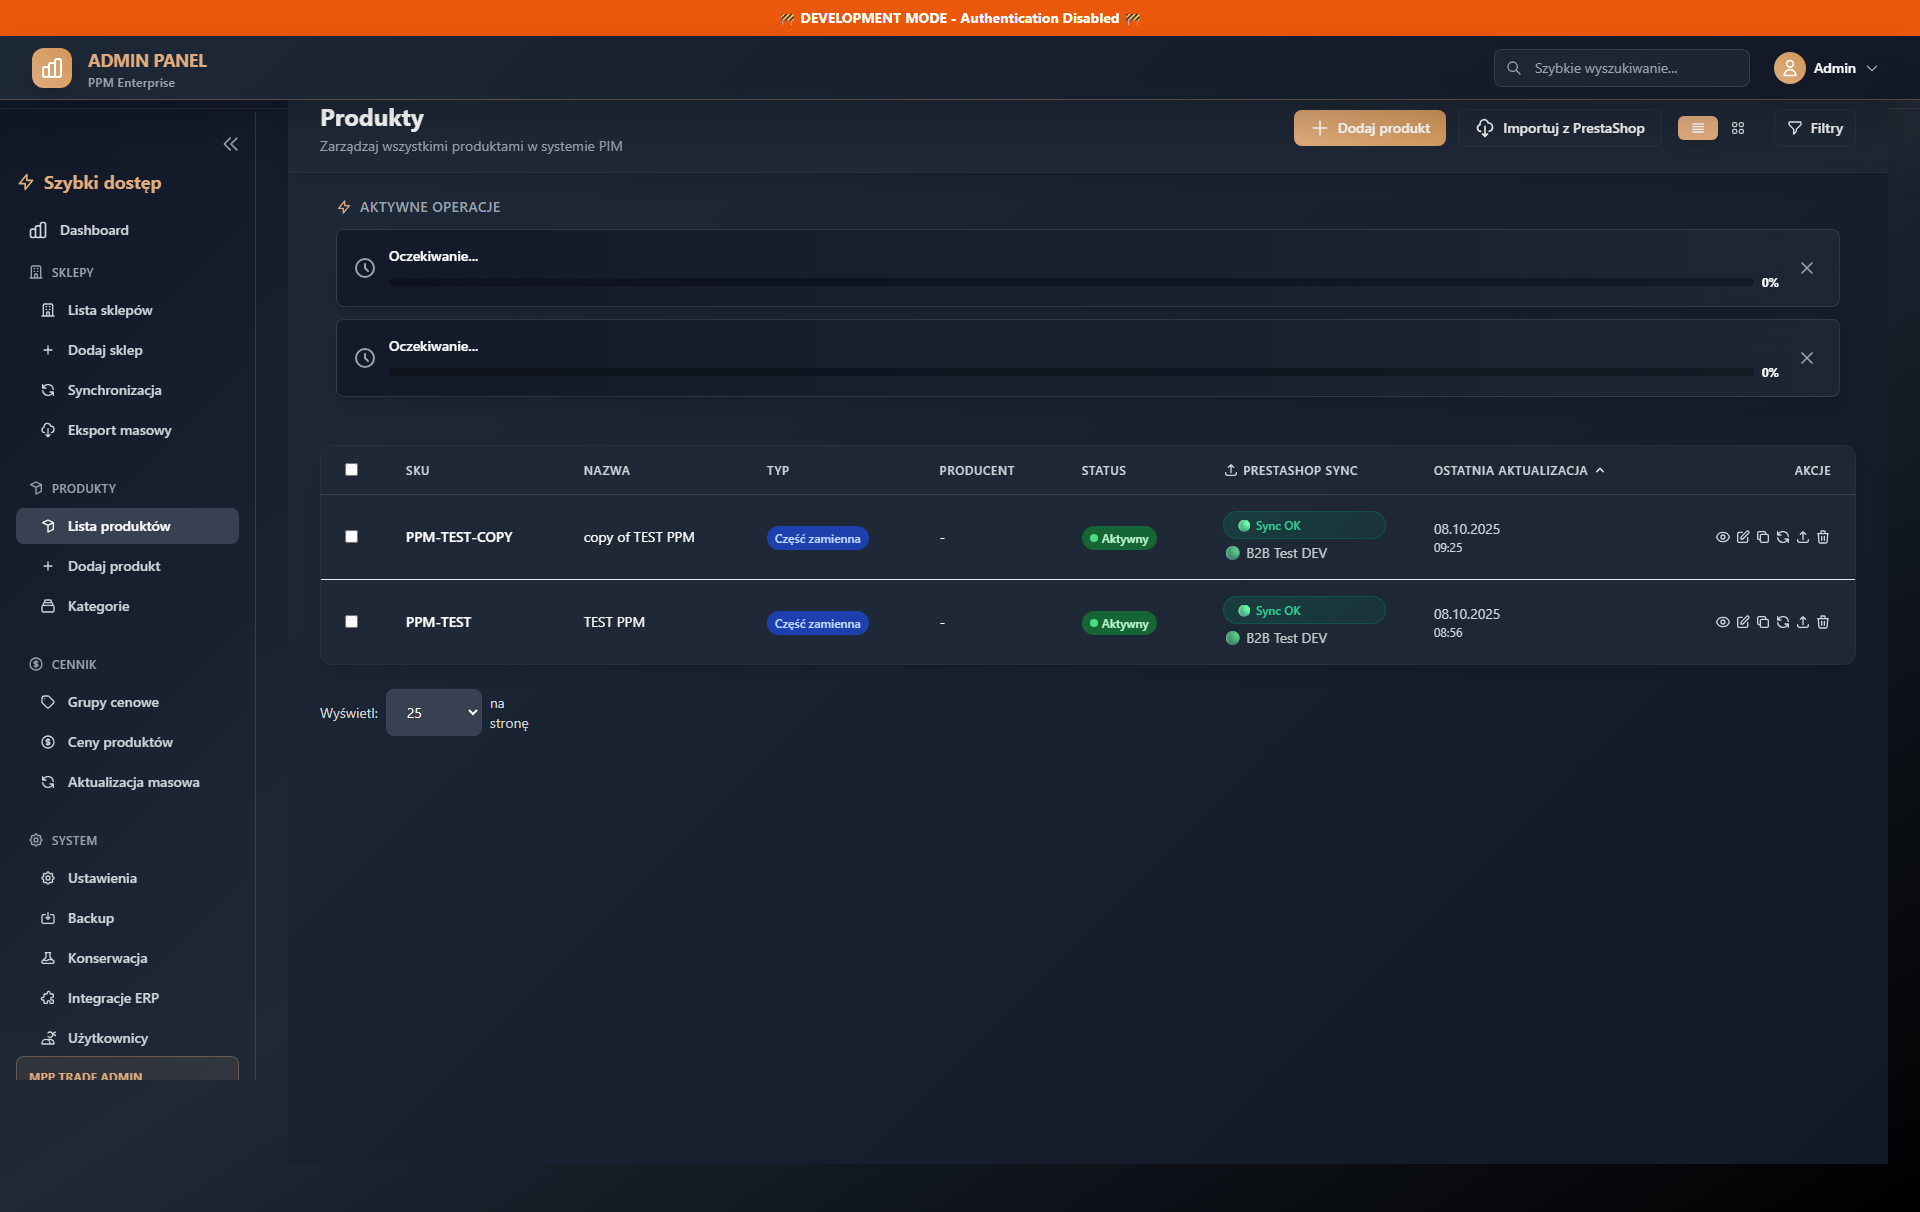 🚧 DEVELOPMENT MODE - Authentication Disabled 🚧
ADMIN PANEL
PPM Enterprise
Szybkie wyszukiwanie...
Admin
Szybki dostęp
Dashboard
SKLEPY
Lista sklepów
Dodaj sklep
Synchronizacja
Eksport masowy
PRODUKTY
Lista produktów
Dodaj produkt
Kategorie
CENNIK
Grupy cenowe
Ceny produktów
Aktualizacja masowa
SYSTEM
Ustawienia
Backup
Konserwacja
Integracje ERP
Użytkownicy
MPP TRADE ADMIN
Produkty
Zarządzaj wszystkimi produktami w systemie PIM
Dodaj produkt
Importuj z PrestaShop
Filtry
AKTYWNE OPERACJE
Oczekiwanie...
0%
Oczekiwanie...
0%
SKU NAZWA TYP PRODUCENT STATUS PRESTASHOP SYNC OSTATNIA AKTUALIZACJA AKCJE
PPM-TEST-COPY copy of TEST PPM Część zamienna - Aktywny Sync OK 08.10.2025
B2B Test DEV 09:25
PPM-TEST TEST PPM Część zamienna - Aktywny Sync OK 08.10.2025
B2B Test DEV 08:56
Wyświetl: 25 na
stronę